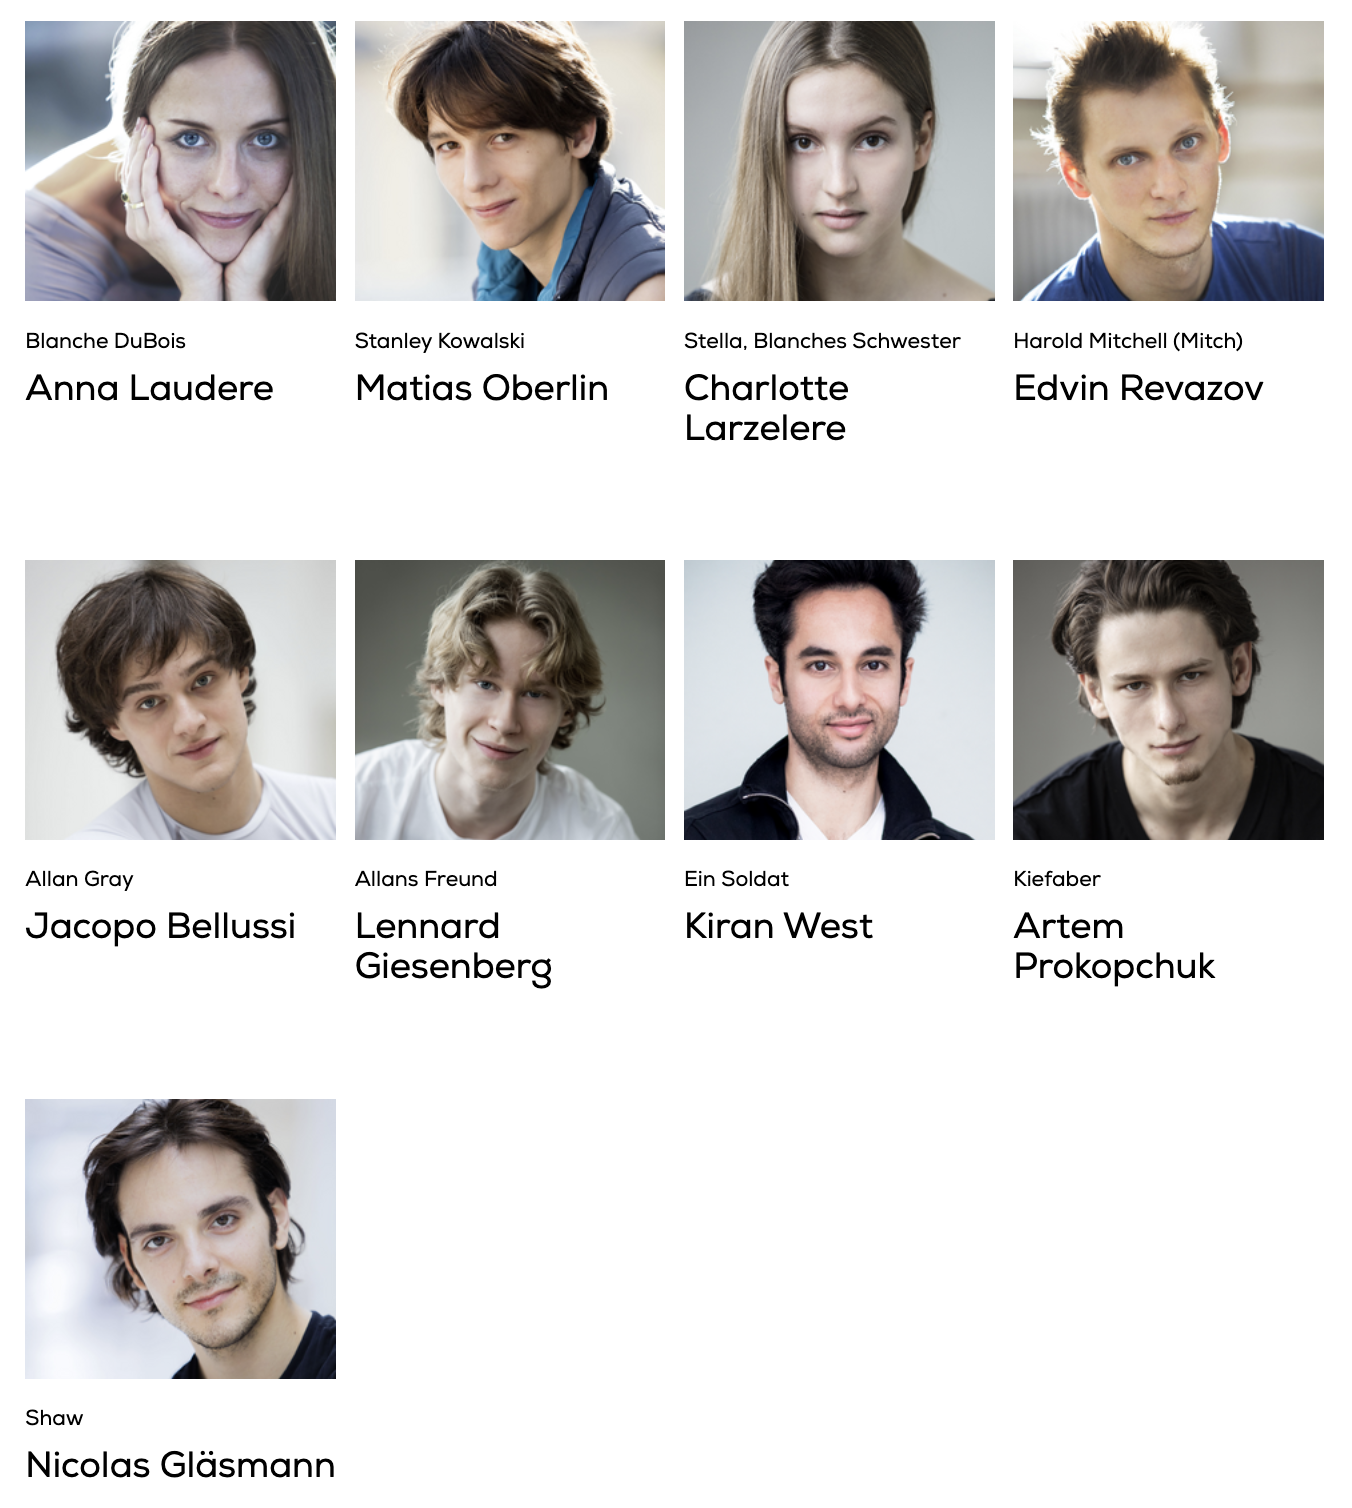 Blanche DuBois
Anna Laudere
Stanley Kowalski
Matias Oberlin
Stella, Blanches Schwester
Charlotte
Larzelere
Harold Mitchell (Mitch)
Edvin Revazov
Allan Gray
Jacopo Bellussi
Allans Freund
Lennard
Giesenberg
Ein Soldat
Kiran West
Kiefaber
Artem
Prokopchuk
Shaw
Nicolas Gläsmann